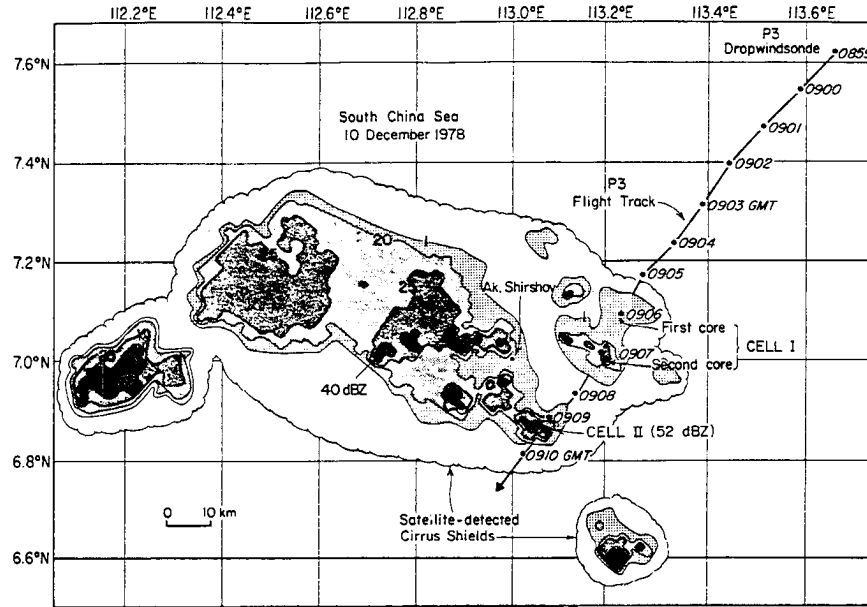 112.2°E 112.4°E 112.6°E 112.8°E 113.0°E 113.2°E 113.4°E 113.6°E
P3
Dropwindsonde
0859
7.6°N
0900
South China Sea
10 December 1978
0901
7.4°N
0902
P3
Flight Track
0903 GMT
20 1
0904
7.2°N
0905
25
Ak. Shirshov
0906
1
First core
CELL I
7.0°N
0907
Second core
40 dBZ
0908
0909
CELL II (52 dBZ)
6.8°N
0910 GMT
0 10 km
Satellite-detected
Cirrus Shields
6.6°N